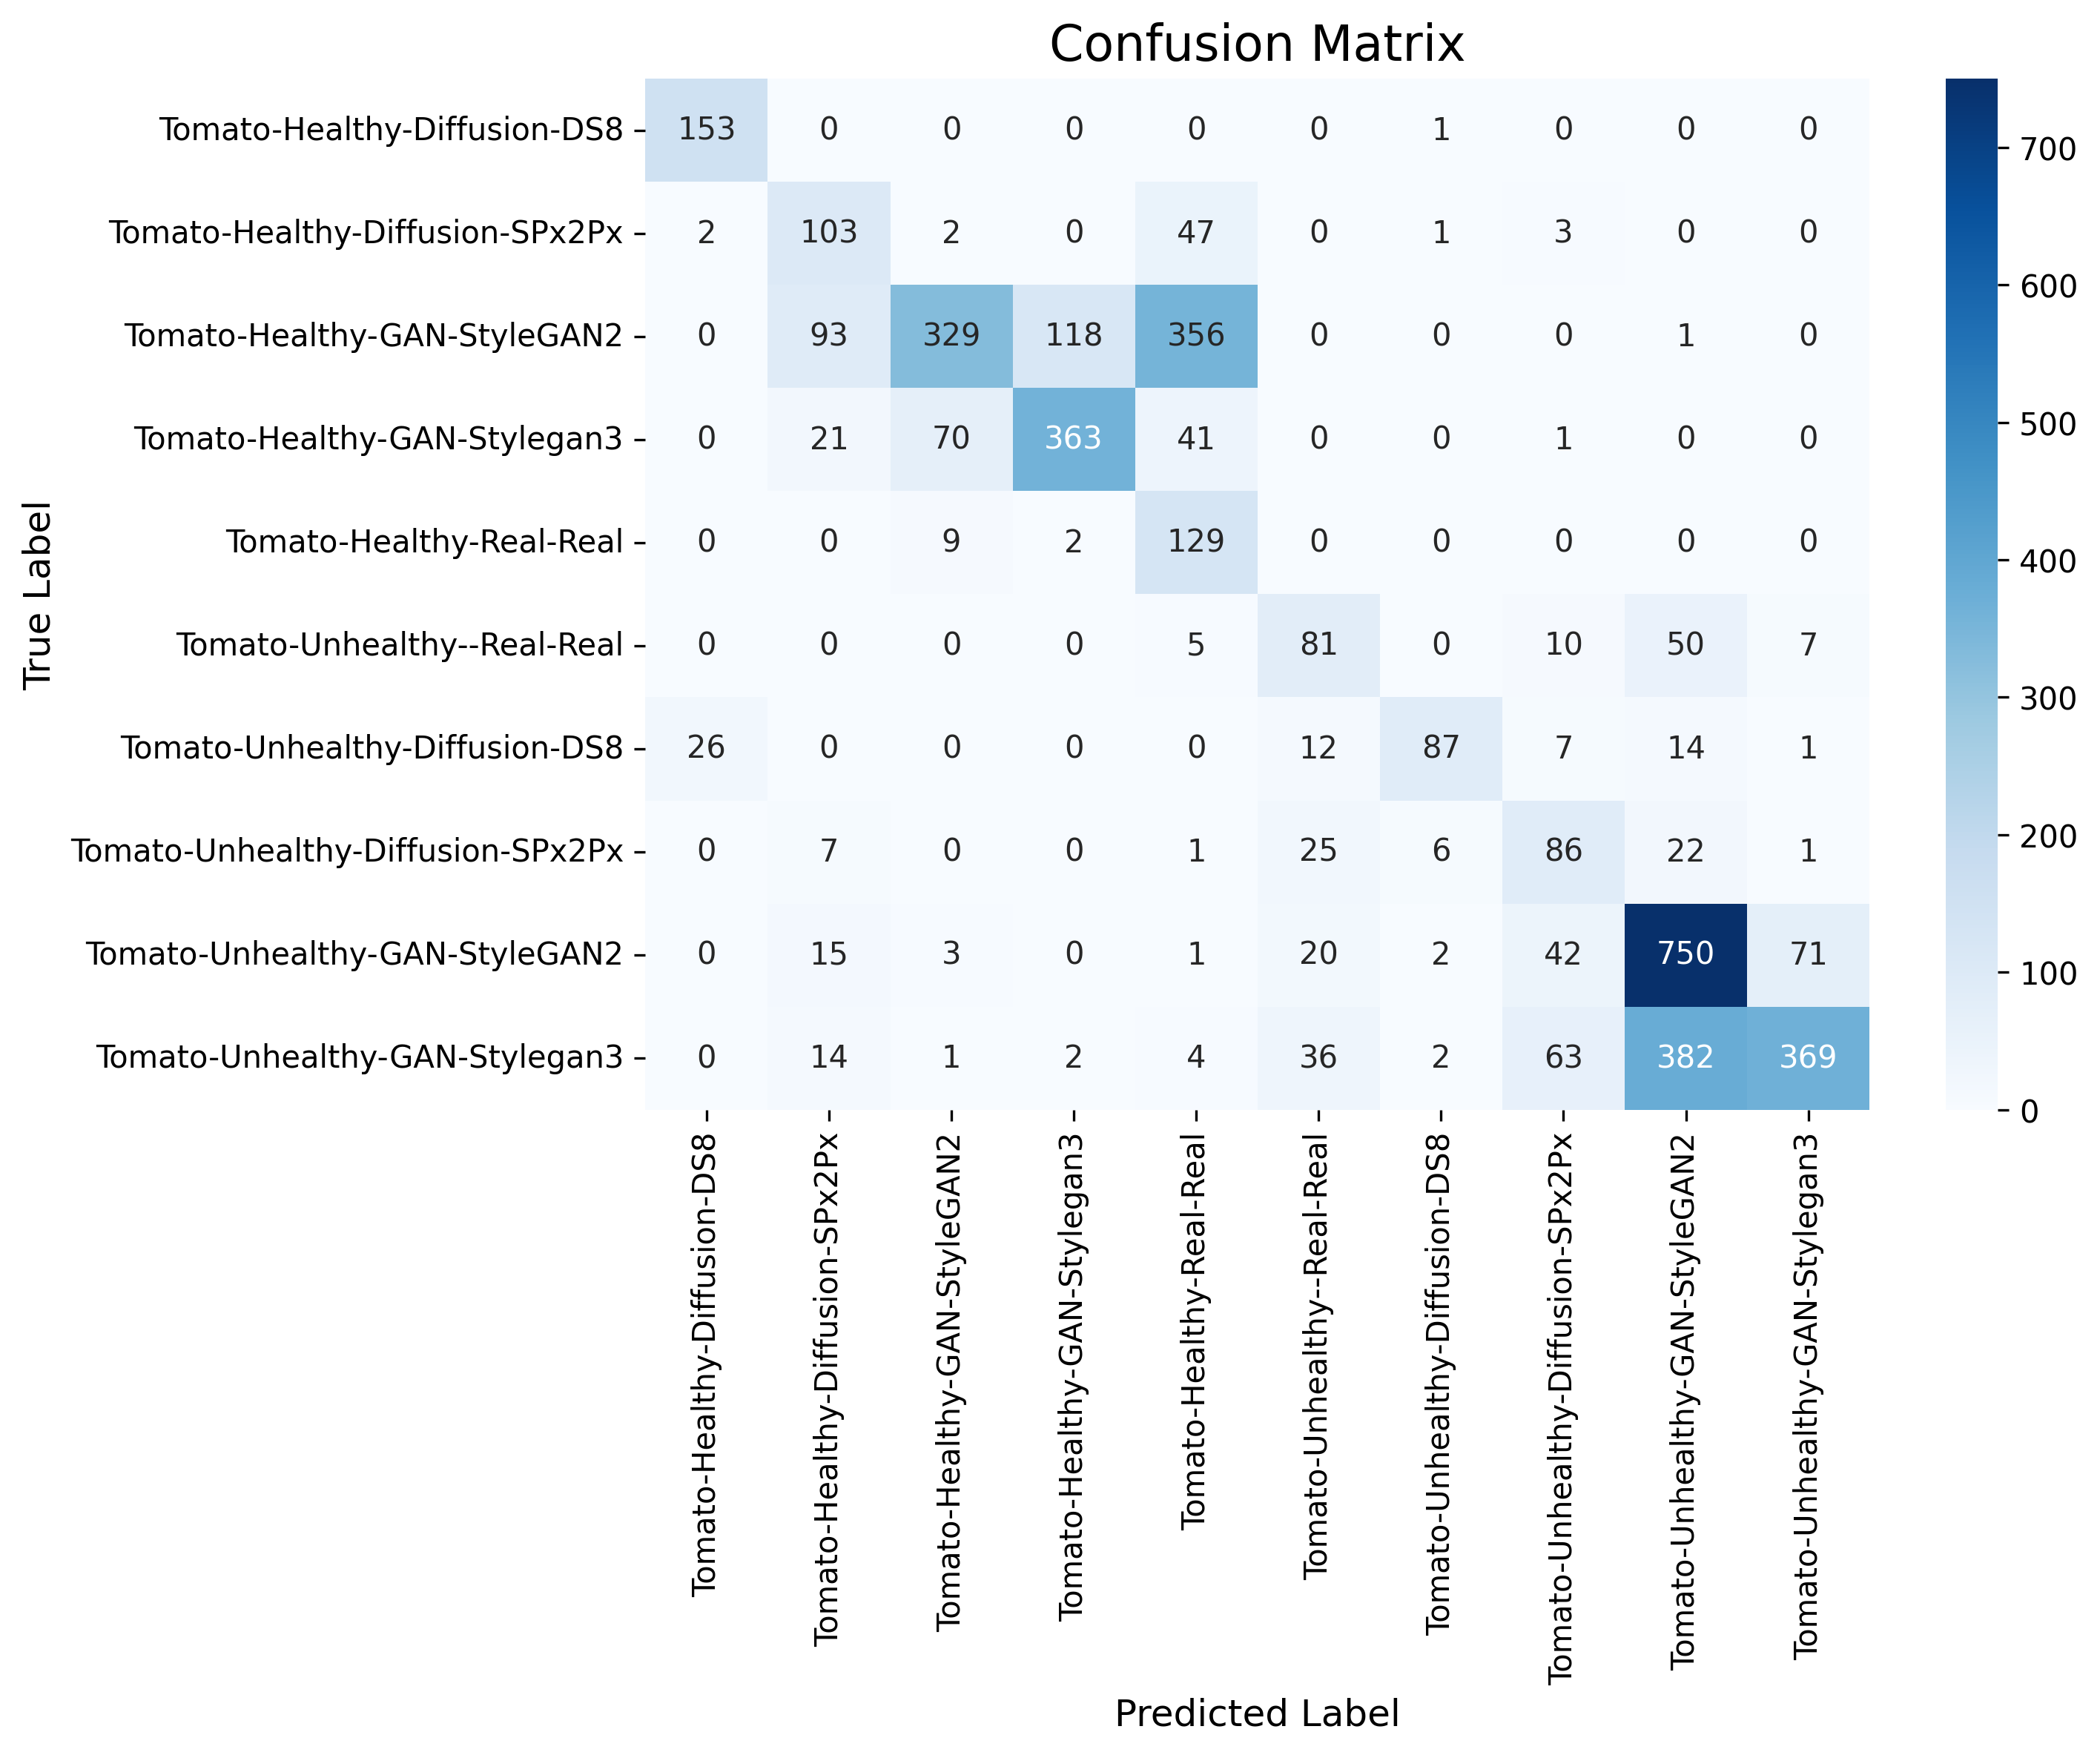 Confusion Matrix
True Label
Tomato-Healthy-Diffusion-DS8 153 0 0 0 0 0 1 0 0 0
Tomato-Healthy-Diffusion-SPx2Px 2 103 2 0 47 0 1 3 0 0
Tomato-Healthy-GAN-StyleGAN2 0 93 329 118 356 0 0 0 1 0
Tomato-Healthy-GAN-Stylegan3 0 21 70 363 41 0 0 1 0 0
Tomato-Healthy-Real-Real 0 0 9 2 129 0 0 0 0 0
Tomato-Unhealthy--Real-Real 0 0 0 0 5 81 0 10 50 7
Tomato-Unhealthy-Diffusion-DS8 26 0 0 0 0 12 87 7 14 1
Tomato-Unhealthy-Diffusion-SPx2Px 0 7 0 0 1 25 6 86 22 1
Tomato-Unhealthy-GAN-StyleGAN2 0 15 3 0 1 20 2 42 750 71
Tomato-Unhealthy-GAN-Stylegan3 0 14 1 2 4 36 2 63 382 369
Tomato-Healthy-Diffusion-DS8
Tomato-Healthy-Diffusion-SPx2Px
Tomato-Healthy-GAN-StyleGAN2
Tomato-Healthy-GAN-Stylegan3
Tomato-Healthy-Real-Real
Tomato-Unhealthy--Real-Real
Tomato-Unhealthy-Diffusion-DS8
Tomato-Unhealthy-Diffusion-SPx2Px
Tomato-Unhealthy-GAN-StyleGAN2
Tomato-Unhealthy-GAN-Stylegan3
Predicted Label
700
600
500
400
300
200
100
0